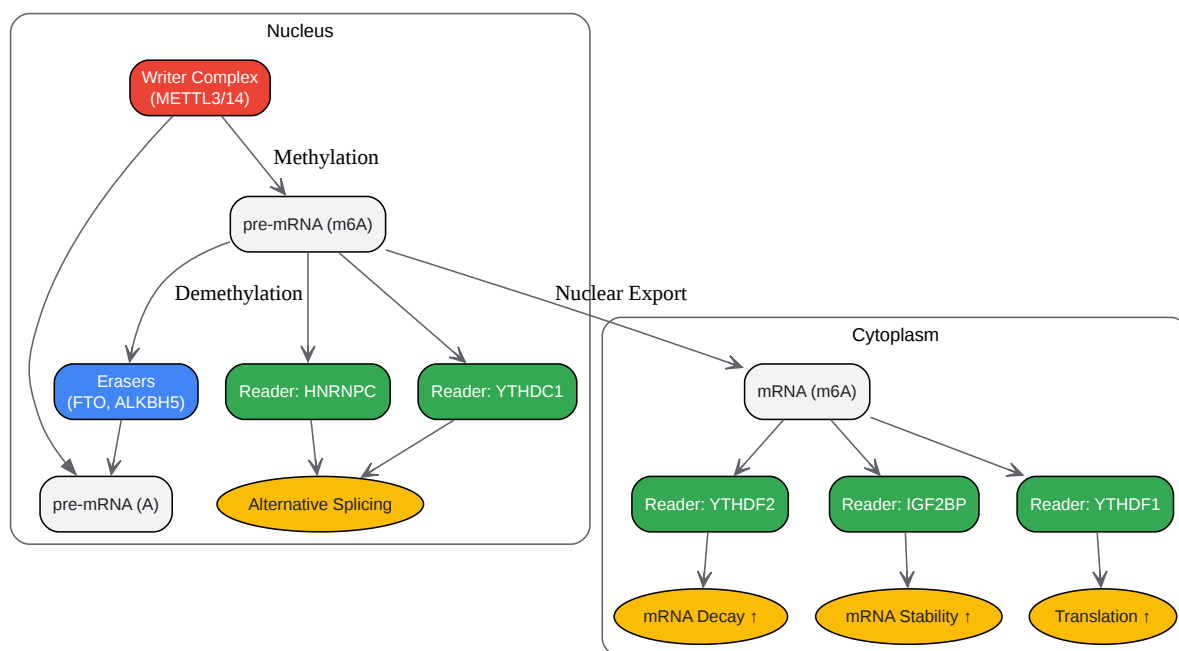 Nucleus
Writer Complex
(METTL3/14)
Methylation
pre-mRNA (m6A)
Demethylation
Nuclear Export
Cytoplasm
Erasers
(FTO, ALKBH5)
Reader: HNRNPC
Reader: YTHDC1
mRNA (m6A)
pre-mRNA (A)
Alternative Splicing
Reader: YTHDF2
Reader: IGF2BP
Reader: YTHDF1
mRNA Decay ↑
mRNA Stability ↑
Translation ↑